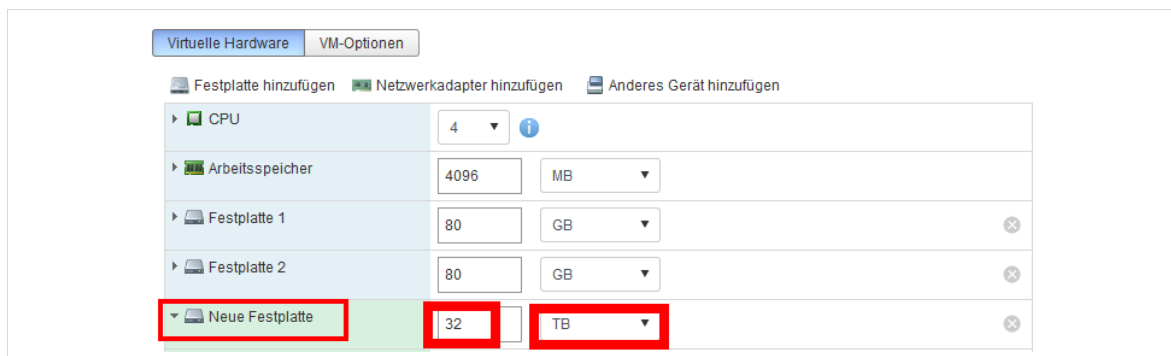 Virtuelle Hardware VM-Optionen
Festplatte hinzufügen Netzwerkadapter hinzufügen Anderes Gerät hinzufügen
CPU 4
Arbeitsspeicher 4096 MB
Festplatte 1 80 GB
Festplatte 2 80 GB
Neue Festplatte 32 TB